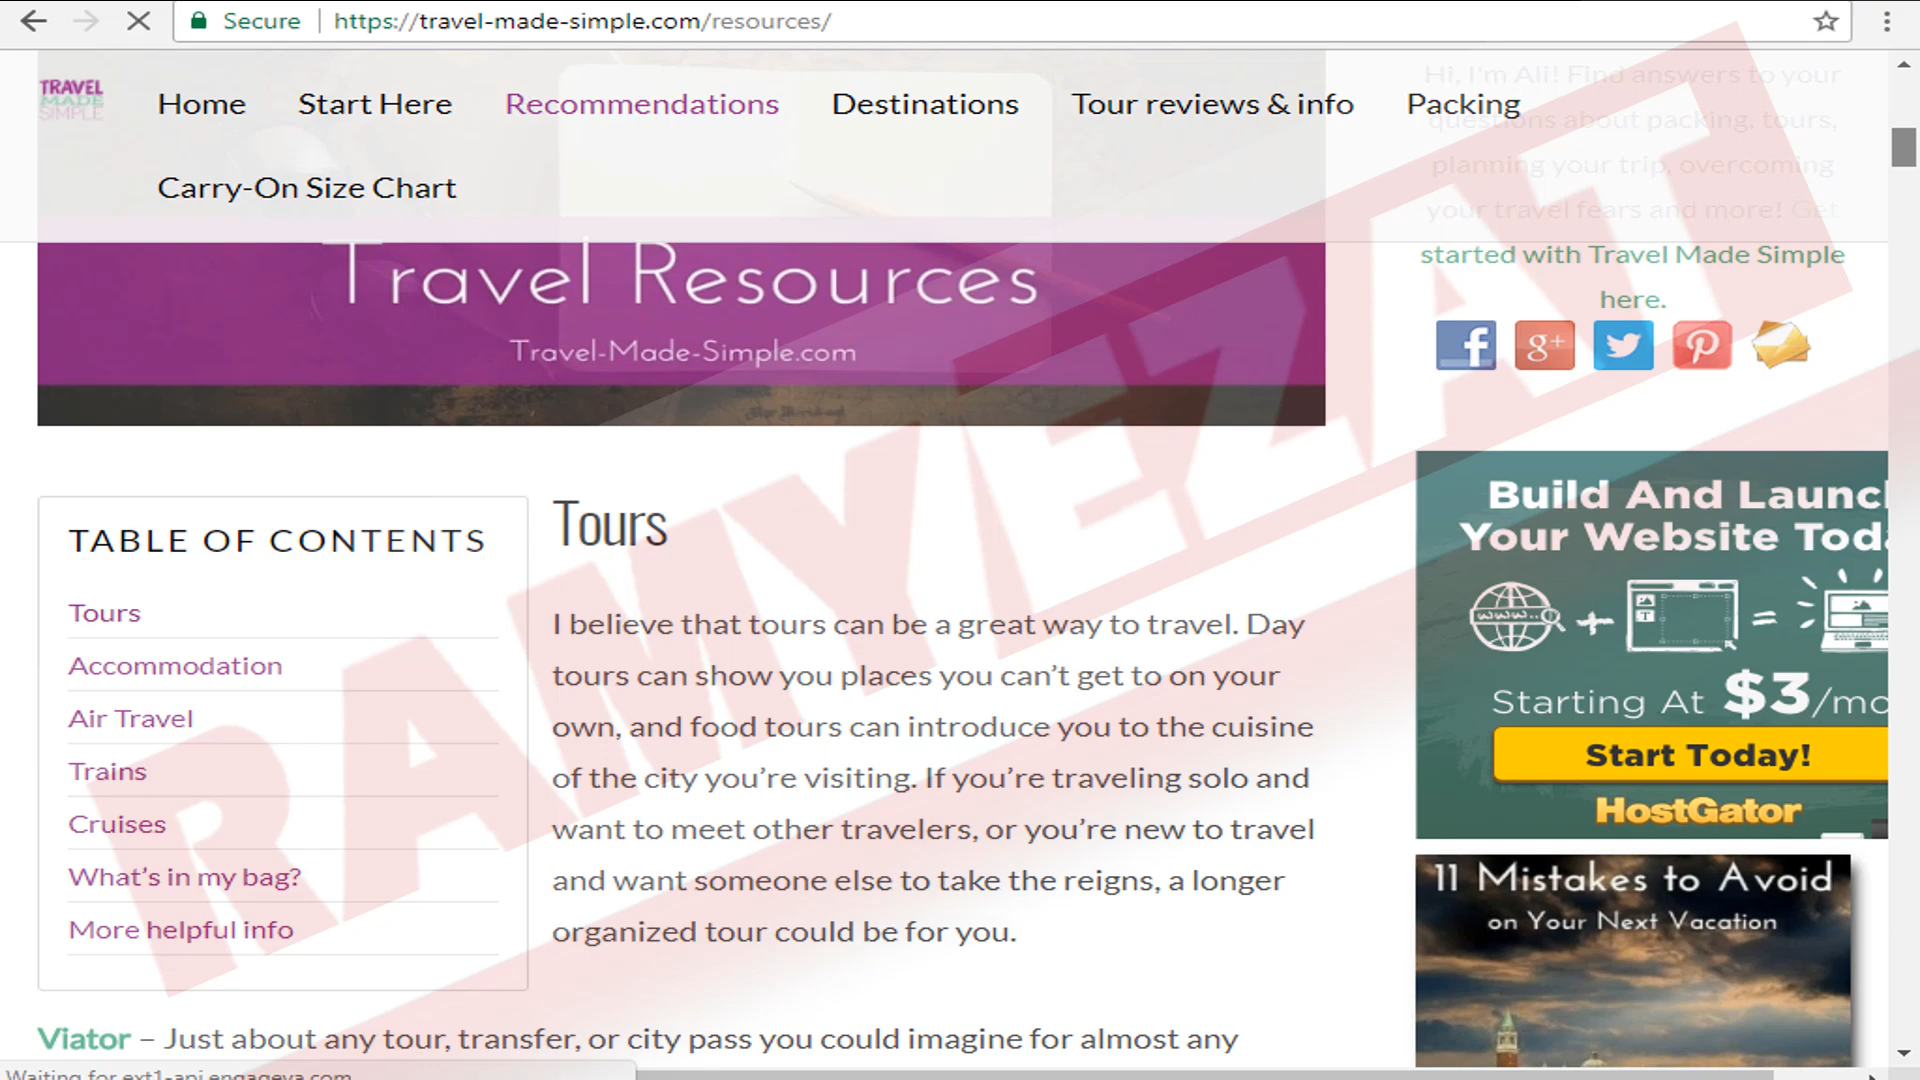 Secure https://travel-made-simple.com/resources/
TRAVEL
MADE
SIMPLE
Home Start Here Recommendations Destinations Tour reviews & info Packing
Carry-On Size Chart
Hi, I'm Ali! Find answers to your
questions about packing, tours,
planning your trip, overcoming
your travel fears and more! Get
started with Travel Made Simple
here.
Travel Resources
Travel-Made-Simple.com
TABLE OF CONTENTS
Tours
Accommodation
Air Travel
Trains
Cruises
What's in my bag?
More helpful info
Tours
I believe that tours can be a great way to travel. Day
tours can show you places you can't get to on your
own, and food tours can introduce you to the cuisine
of the city you're visiting. If you're traveling solo and
want to meet other travelers, or you're new to travel
and want someone else to take the reigns, a longer
organized tour could be for you.
Viator – Just about any tour, transfer, or city pass you could imagine for almost any
Build And Launc
Your Website Tod
www...
Starting At $3/mo
Start Today!
HostGator
11 Mistakes to Avoid
on Your Next Vacation
RAMYEZAT
Waiting for ext1-api.engageya.com